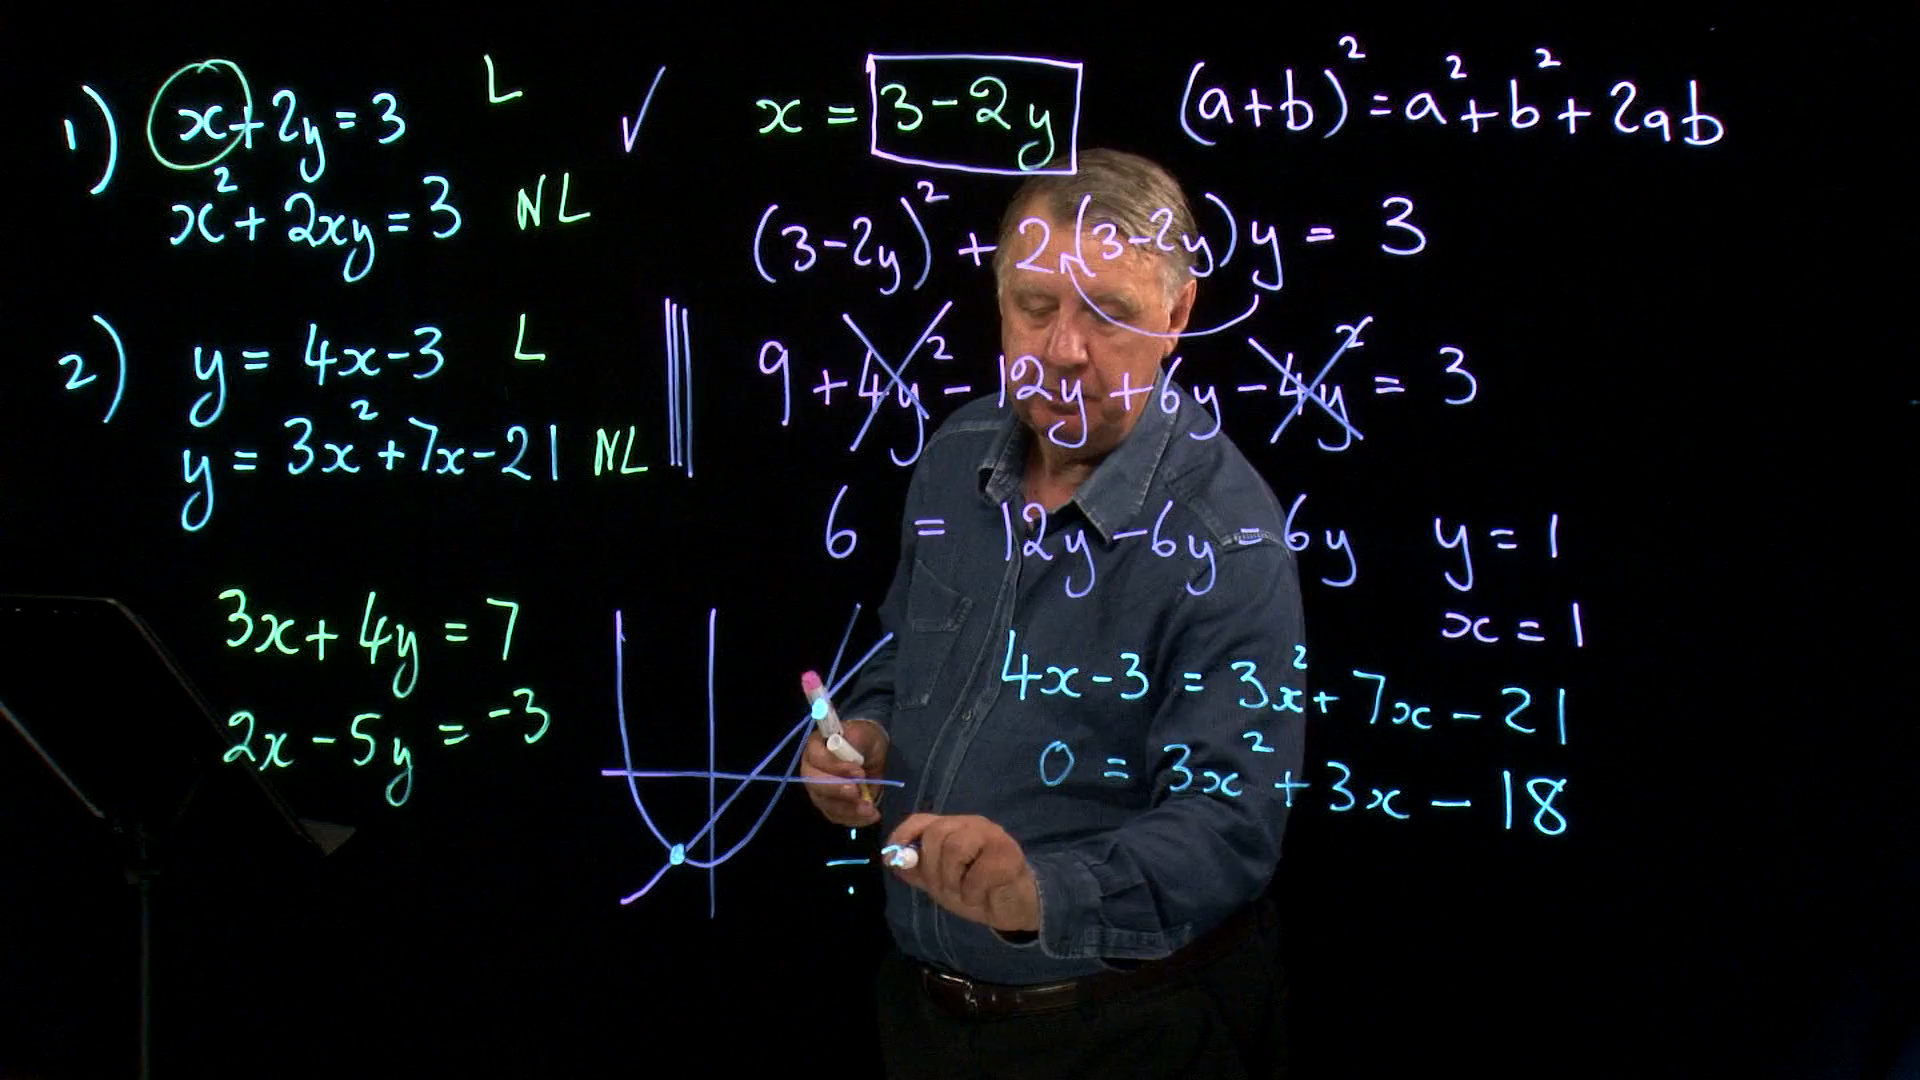 1) x+2y=3 L ✓
x²+2xy=3 NL
2) y = 4x-3 L
y = 3x²+7x-21 NL
3x+4y=7
2x-5y=-3
x = 3-2y
(a+b)²=a²+b²+2ab
(3-2y)²+2(3-2y)y = 3
9+4y²-12y+6y-4y² = 3
6 = 12y-6y=6y y=1
x=1
4x-3 = 3x²+7x-21
0 = 3x²+3x-18
÷